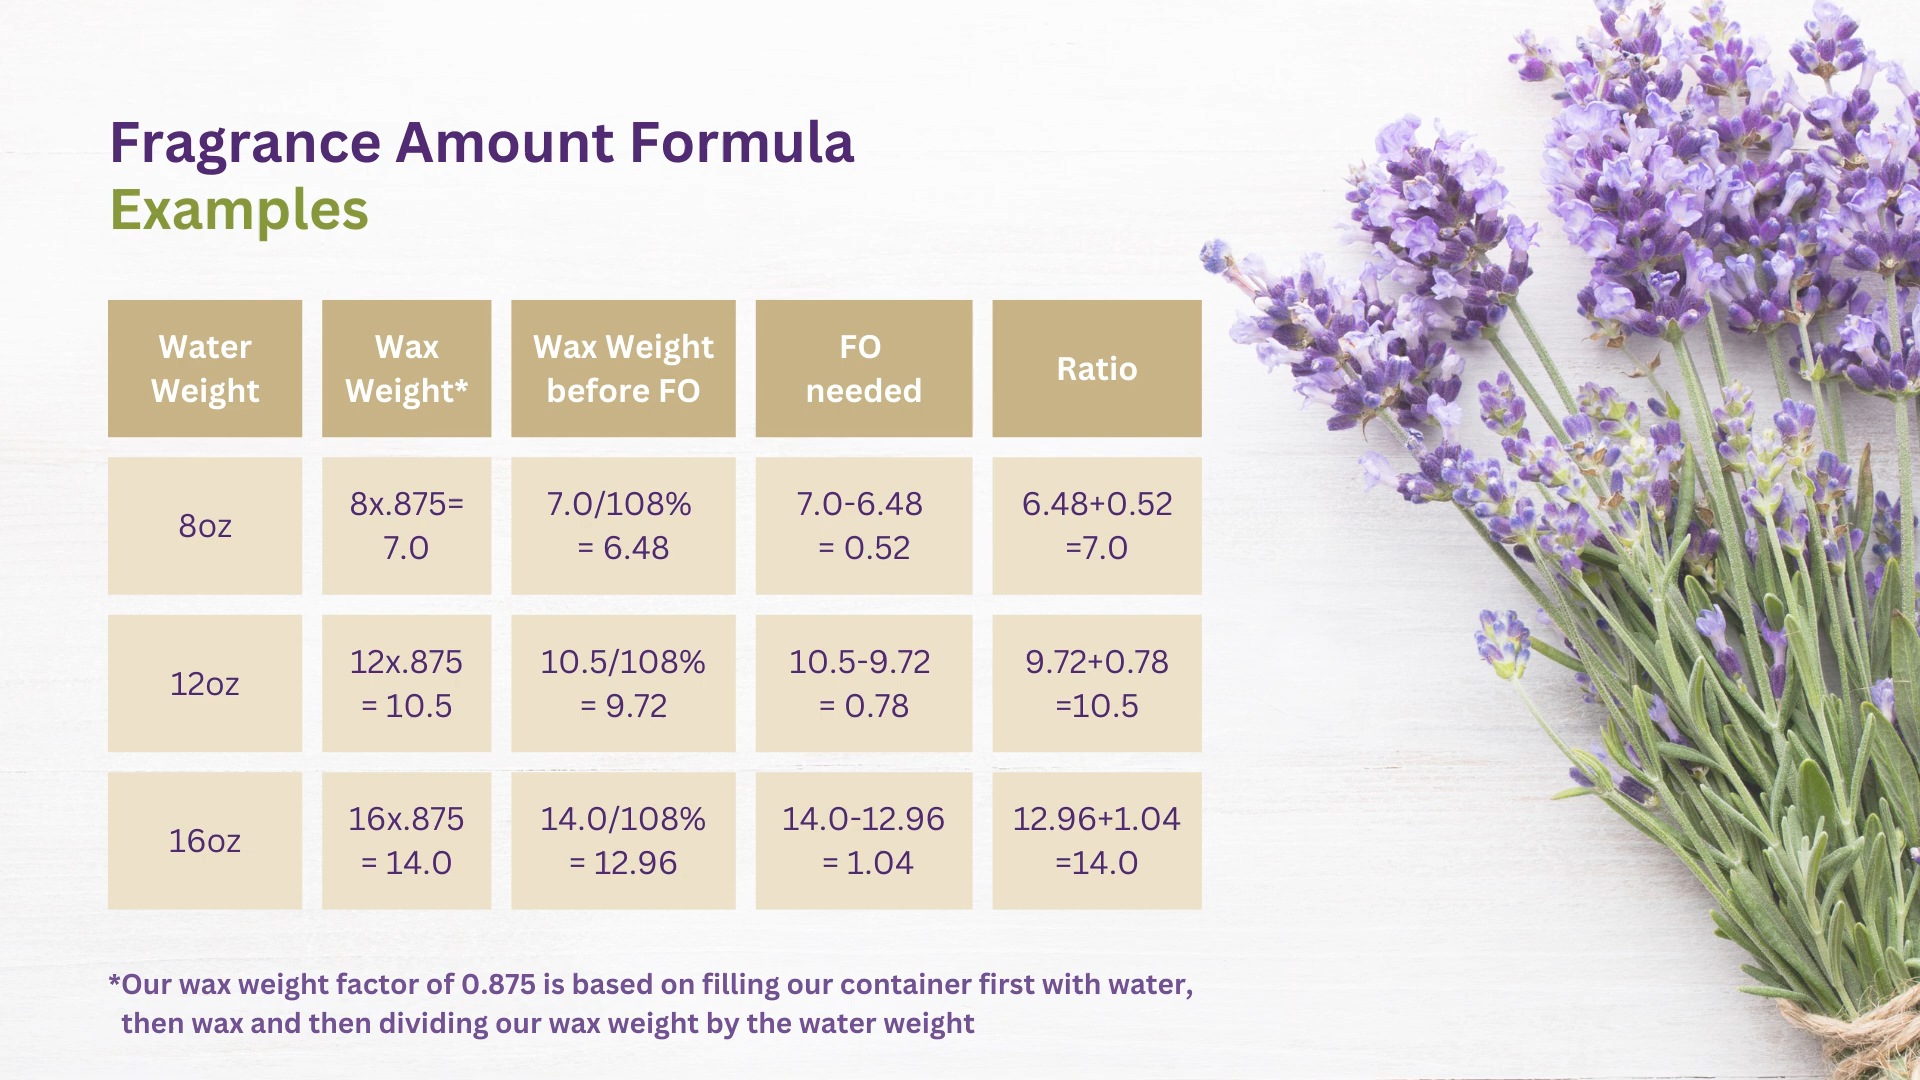 Fragrance Amount Formula
Examples
Water
Weight
Wax
Weight*
Wax Weight
before FO
FO
needed
Ratio
8oz
8x.875=
7.0
7.0/108%
= 6.48
7.0-6.48
= 0.52
6.48+0.52
=7.0
12oz
12x.875
= 10.5
10.5/108%
= 9.72
10.5-9.72
= 0.78
9.72+0.78
=10.5
16oz
16x.875
= 14.0
14.0/108%
= 12.96
14.0-12.96
= 1.04
12.96+1.04
=14.0
*Our wax weight factor of 0.875 is based on filling our container first with water,
then wax and then dividing our wax weight by the water weight